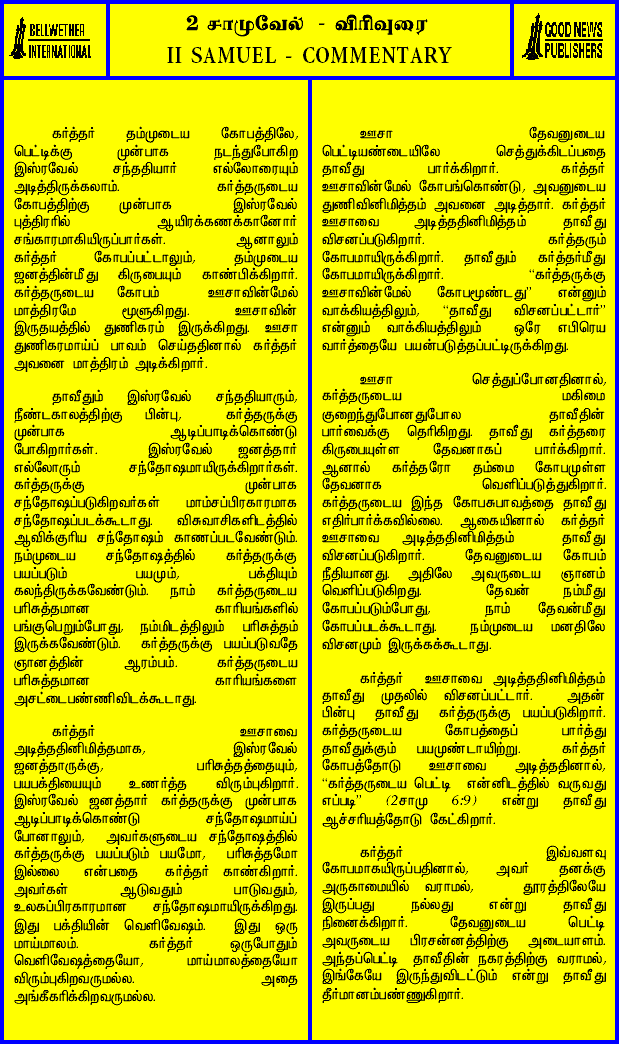 BELLWETHER
INTERNATIONAL
2 சாமுவேல் - விரிவுரை
II SAMUEL - COMMENTARY
GOOD NEWS
PUBLISHERS
கர்த்தர் தம்முடைய கோபத்திலே,
பெட்டிக்கு முன்பாக நடந்துபோகிற
இஸ்ரவேல் சந்ததியார் எல்லோரையும்
அடித்திருக்கலாம். கர்த்தருடைய
கோபத்திற்கு முன்பாக இஸ்ரவேல்
புத்திரரில் ஆயிரக்கணக்கானோர்
சங்காரமாகியிருப்பார்கள். ஆனாலும்
கர்த்தர் கோபப்பட்டாலும், தம்முடைய
ஜனத்தின்மீது கிருபையும் காண்பிக்கிறார்.
கர்த்தருடைய கோபம் ஊசாவின்மேல்
மாத்திரமே மூளுகிறது. ஊசாவின்
இருதயத்தில் துணிகரம் இருக்கிறது. ஊசா
துணிகரமாய்ப் பாவம் செய்ததினால் கர்த்தர்
அவனை மாத்திரம் அடிக்கிறார்.
தாவீதும் இஸ்ரவேல் சந்ததியாரும்,
நீண்டகாலத்திற்கு பின்பு, கர்த்தருக்கு
முன்பாக ஆடிப்பாடிக்கொண்டு
போகிறார்கள். இஸ்ரவேல் ஜனத்தார்
எல்லோரும் சந்தோஷமாயிருக்கிறார்கள்.
கர்த்தருக்கு முன்பாக
சந்தோஷப்படுகிறவர்கள் மாம்சப்பிரகாரமாக
சந்தோஷப்படக்கூடாது. விசுவாசிகளிடத்தில்
ஆவிக்குரிய சந்தோஷம் காணப்படவேண்டும்.
நம்முடைய சந்தோஷத்தில் கர்த்தருக்கு
பயப்படும் பயமும், பக்தியும்
கலந்திருக்கவேண்டும். நாம் கர்த்தருடைய
பரிசுத்தமான காரியங்களில்
பங்குபெறும்போது, நம்மிடத்திலும் பரிசுத்தம்
இருக்கவேண்டும். கர்த்தருக்கு பயப்படுவதே
ஞானத்தின் ஆரம்பம். கர்த்தருடைய
பரிசுத்தமான காரியங்களை
அசட்டைபண்ணிவிடக்கூடாது.
கர்த்தர் ஊசாவை
அடித்ததினிமித்தமாக, இஸ்ரவேல்
ஜனத்தாருக்கு, பரிசுத்தத்தையும்,
பயபக்தியையும் உணர்த்த விரும்புகிறார்.
இஸ்ரவேல் ஜனத்தார் கர்த்தருக்கு முன்பாக
ஆடிப்பாடிக்கொண்டு சந்தோஷமாய்ப்
போனாலும், அவர்களுடைய சந்தோஷத்தில்
கர்த்தருக்கு பயப்படும் பயமோ, பரிசுத்தமோ
இல்லை என்பதை கர்த்தர் காண்கிறார்.
அவர்கள் ஆடுவதும் பாடுவதும்,
உலகப்பிரகாரமான சந்தோஷமாயிருக்கிறது.
இது பக்தியின் வெளிவேஷம். இது ஒரு
மாய்மாலம். கர்த்தர் ஒருபோதும்
வெளிவேஷத்தையோ, மாய்மாலத்தையோ
விரும்புகிறவருமல்ல. அதை
அங்கீகரிக்கிறவருமல்ல.
ஊசா தேவனுடைய
பெட்டியண்டையிலே செத்துக்கிடப்பதை
தாவீது பார்க்கிறார். கர்த்தர்
ஊசாவின்மேல் கோபங்கொண்டு, அவனுடைய
துணிவினிமித்தம் அவனை அடித்தார். கர்த்தர்
ஊசாவை அடித்ததினிமித்தம் தாவீது
விசனப்படுகிறார். கர்த்தரும்
கோபமாயிருக்கிறார். தாவீதும் கர்த்தர்மீது
கோபமாயிருக்கிறார். “கர்த்தருக்கு
ஊசாவின்மேல் கோபமூண்டது” என்னும்
வாக்கியத்திலும், “தாவீது விசனப்பட்டார்”
என்னும் வாக்கியத்திலும் ஒரே எபிரெய
வார்த்தையே பயன்படுத்தப்பட்டிருக்கிறது.
ஊசா செத்துப்போனதினால்,
கர்த்தருடைய மகிமை
குறைந்துபோனதுபோல தாவீதின்
பார்வைக்கு தெரிகிறது. தாவீது கர்த்தரை
கிருபையுள்ள தேவனாகப் பார்க்கிறார்.
ஆனால் கர்த்தரோ தம்மை கோபமுள்ள
தேவனாக வெளிப்படுத்துகிறார்.
கர்த்தருடைய இந்த கோபசுபாவத்தை தாவீது
எதிர்பார்க்கவில்லை. ஆகையினால் கர்த்தர்
ஊசாவை அடித்ததினிமித்தம் தாவீது
விசனப்படுகிறார். தேவனுடைய கோபம்
நீதியானது. அதிலே அவருடைய ஞானம்
வெளிப்படுகிறது. தேவன் நம்மீது
கோபப்படும்போது, நாம் தேவன்மீது
கோபப்படக்கூடாது. நம்முடைய மனதிலே
விசனமும் இருக்கக்கூடாது.
கர்த்தர் ஊசாவை அடித்ததினிமித்தம்
தாவீது முதலில் விசனப்பட்டார். அதன்
பின்பு தாவீது கர்த்தருக்கு பயப்படுகிறார்.
கர்த்தருடைய கோபத்தைப் பார்த்து
தாவீதுக்கும் பயமுண்டாயிற்று. கர்த்தர்
கோபத்தோடு ஊசாவை அடித்ததினால்,
“கர்த்தருடைய பெட்டி என்னிடத்தில் வருவது
எப்படி” (2சாமு 6:9) என்று தாவீது
ஆச்சரியத்தோடு கேட்கிறார்.
கர்த்தர் இவ்வளவு
கோபமாகயிருப்பதினால், அவர் தனக்கு
அருகாமையில் வராமல், தூரத்திலேயே
இருப்பது நல்லது என்று தாவீது
நினைக்கிறார். தேவனுடைய பெட்டி
அவருடைய பிரசன்னத்திற்கு அடையாளம்.
அந்தப்பெட்டி தாவீதின் நகரத்திற்கு வராமல்,
இங்கேயே இருந்துவிடட்டும் என்று தாவீது
தீர்மானம்பண்ணுகிறார்.